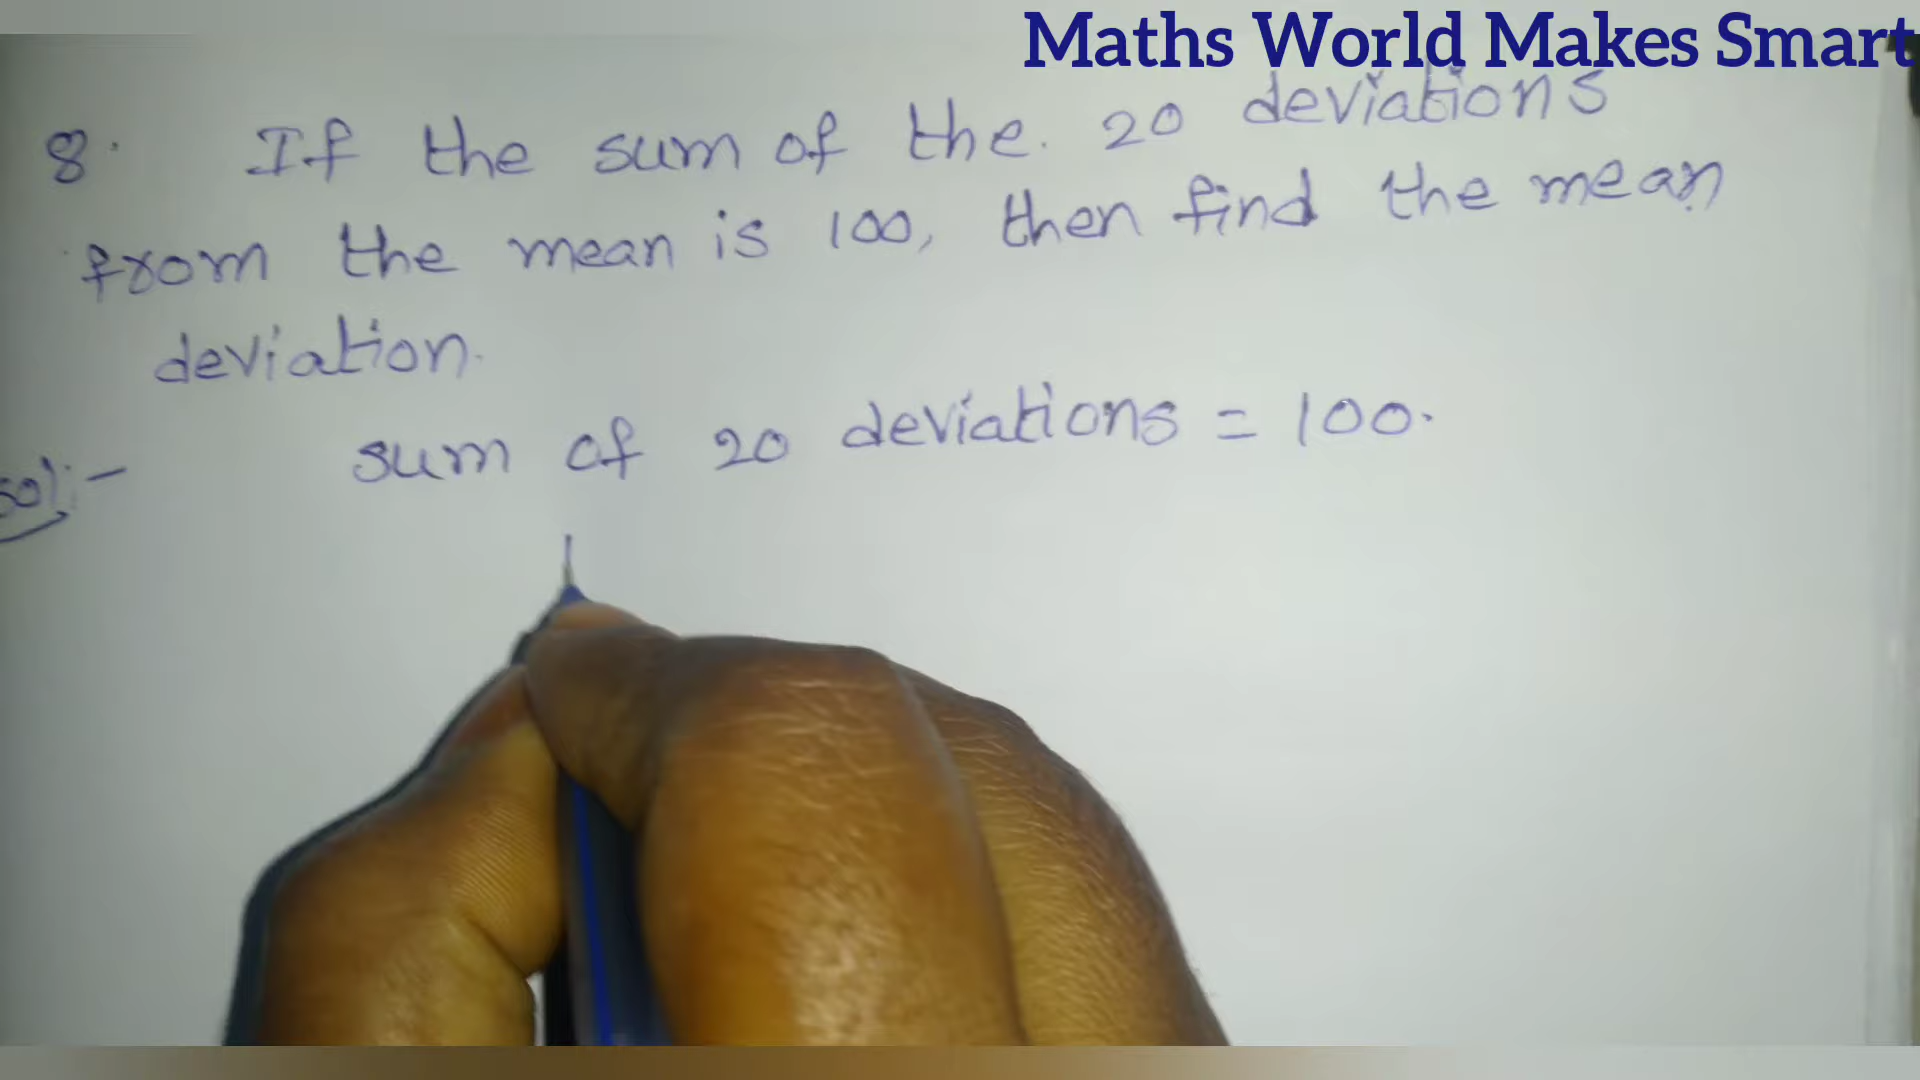 Maths World Makes Smart
8. If the sum of the. 20 deviations
from the mean is 100, then find the mean
deviation.
sol:- sum of 20 deviations = 100.